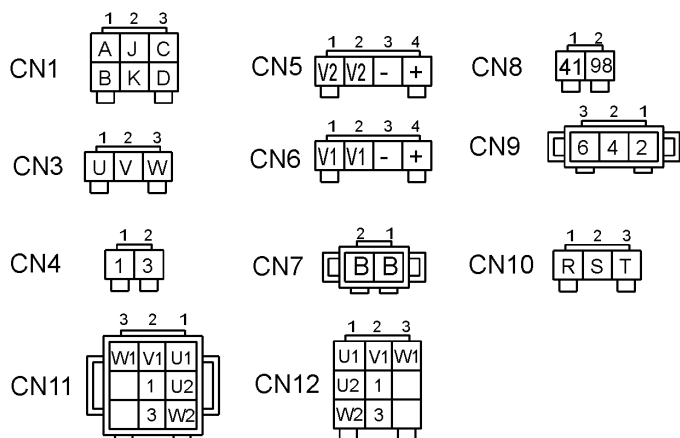 CN1
1 2 3
A J C
B K D
CN5
1 2 3 4
V2 V2 - +
CN8
1 2
41 98
CN3
1 2 3
U V W
CN6
1 2 3 4
V1 V1 - +
CN9
3 2 1
6 4 2
CN4
1 2
1 3
CN7
2 1
B B
CN10
1 2 3
R S T
CN11
3 2 1
W1 V1 U1
1 U2
3 W2
CN12
1 2 3
U1 V1 W1
U2 1
W2 3